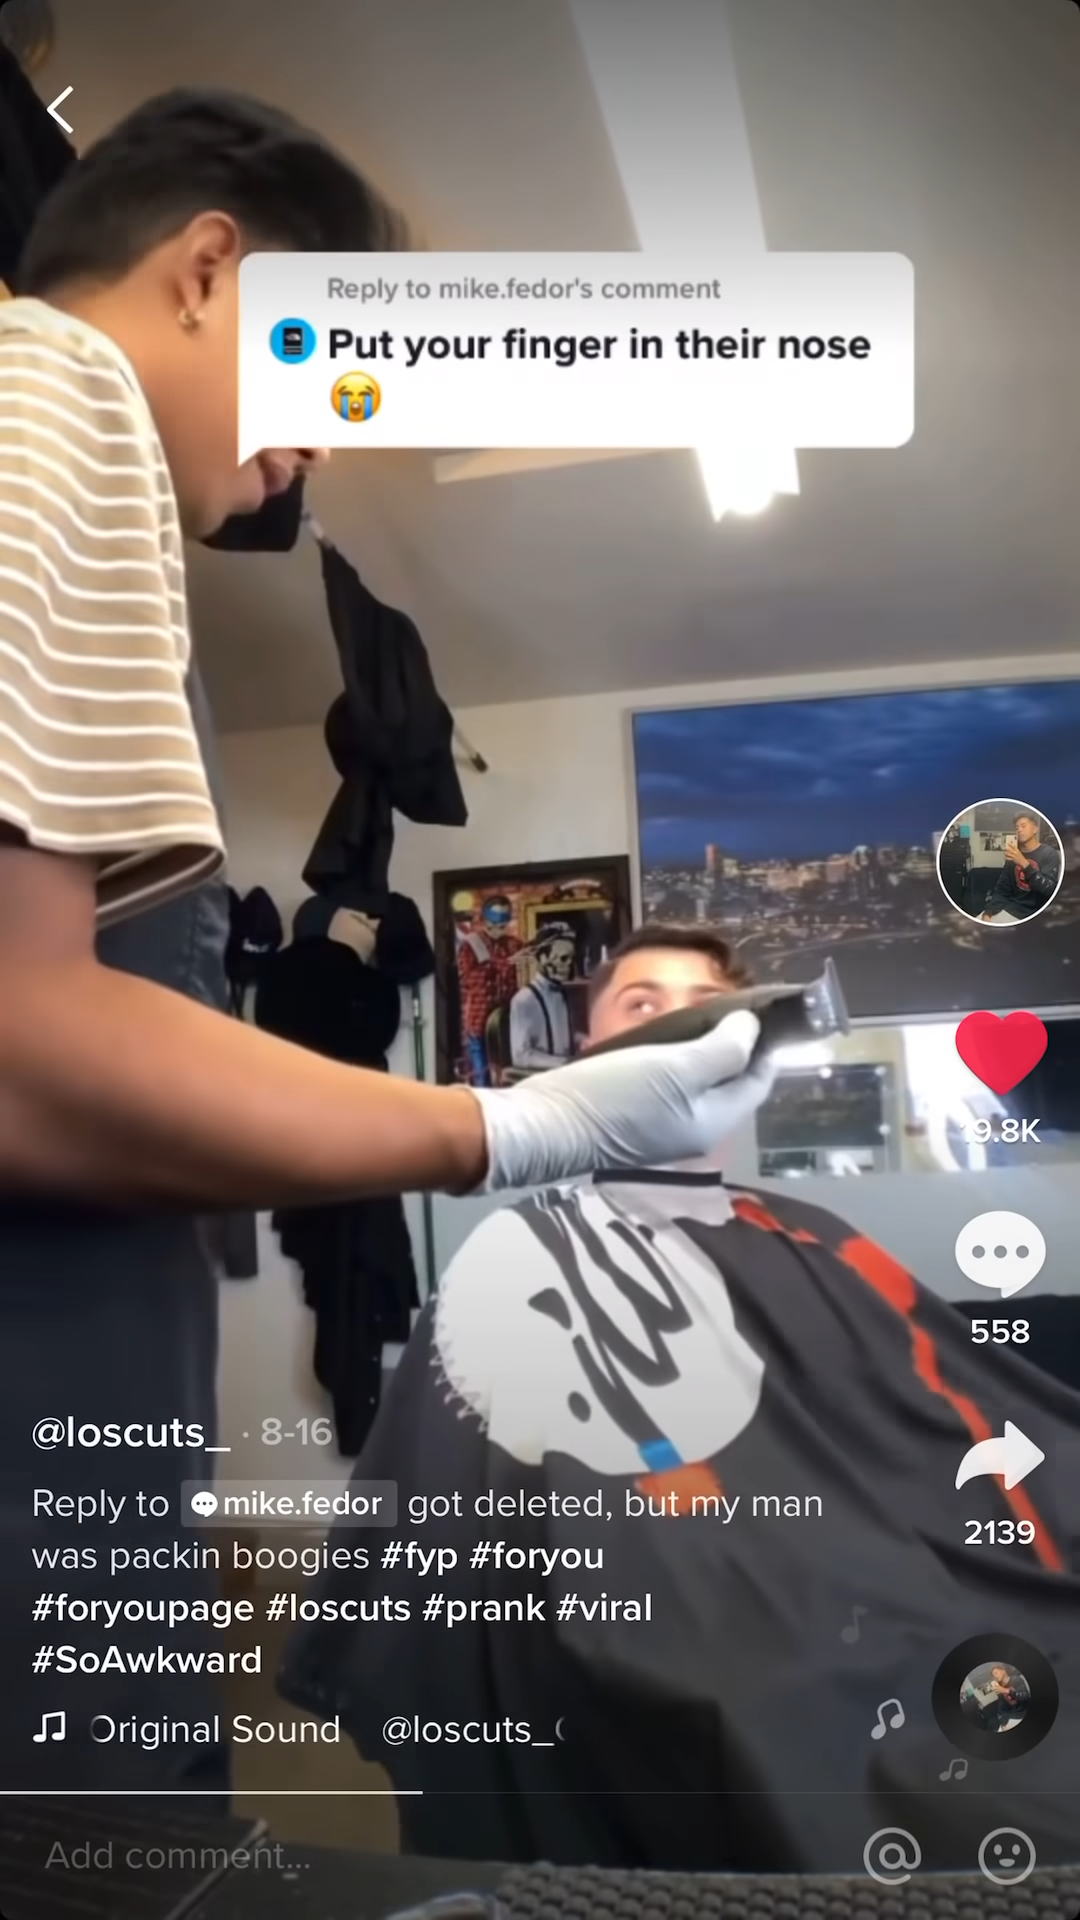 Reply to mike.fedor's comment
Put your finger in their nose
😭
558
2139
@loscuts_ · 8-16
Reply to mike.fedor got deleted, but my man
was packin boogies #fyp #foryou
#foryoupage #loscuts #prank #viral
#SoAwkward
Original Sound @loscuts_
Add comment...